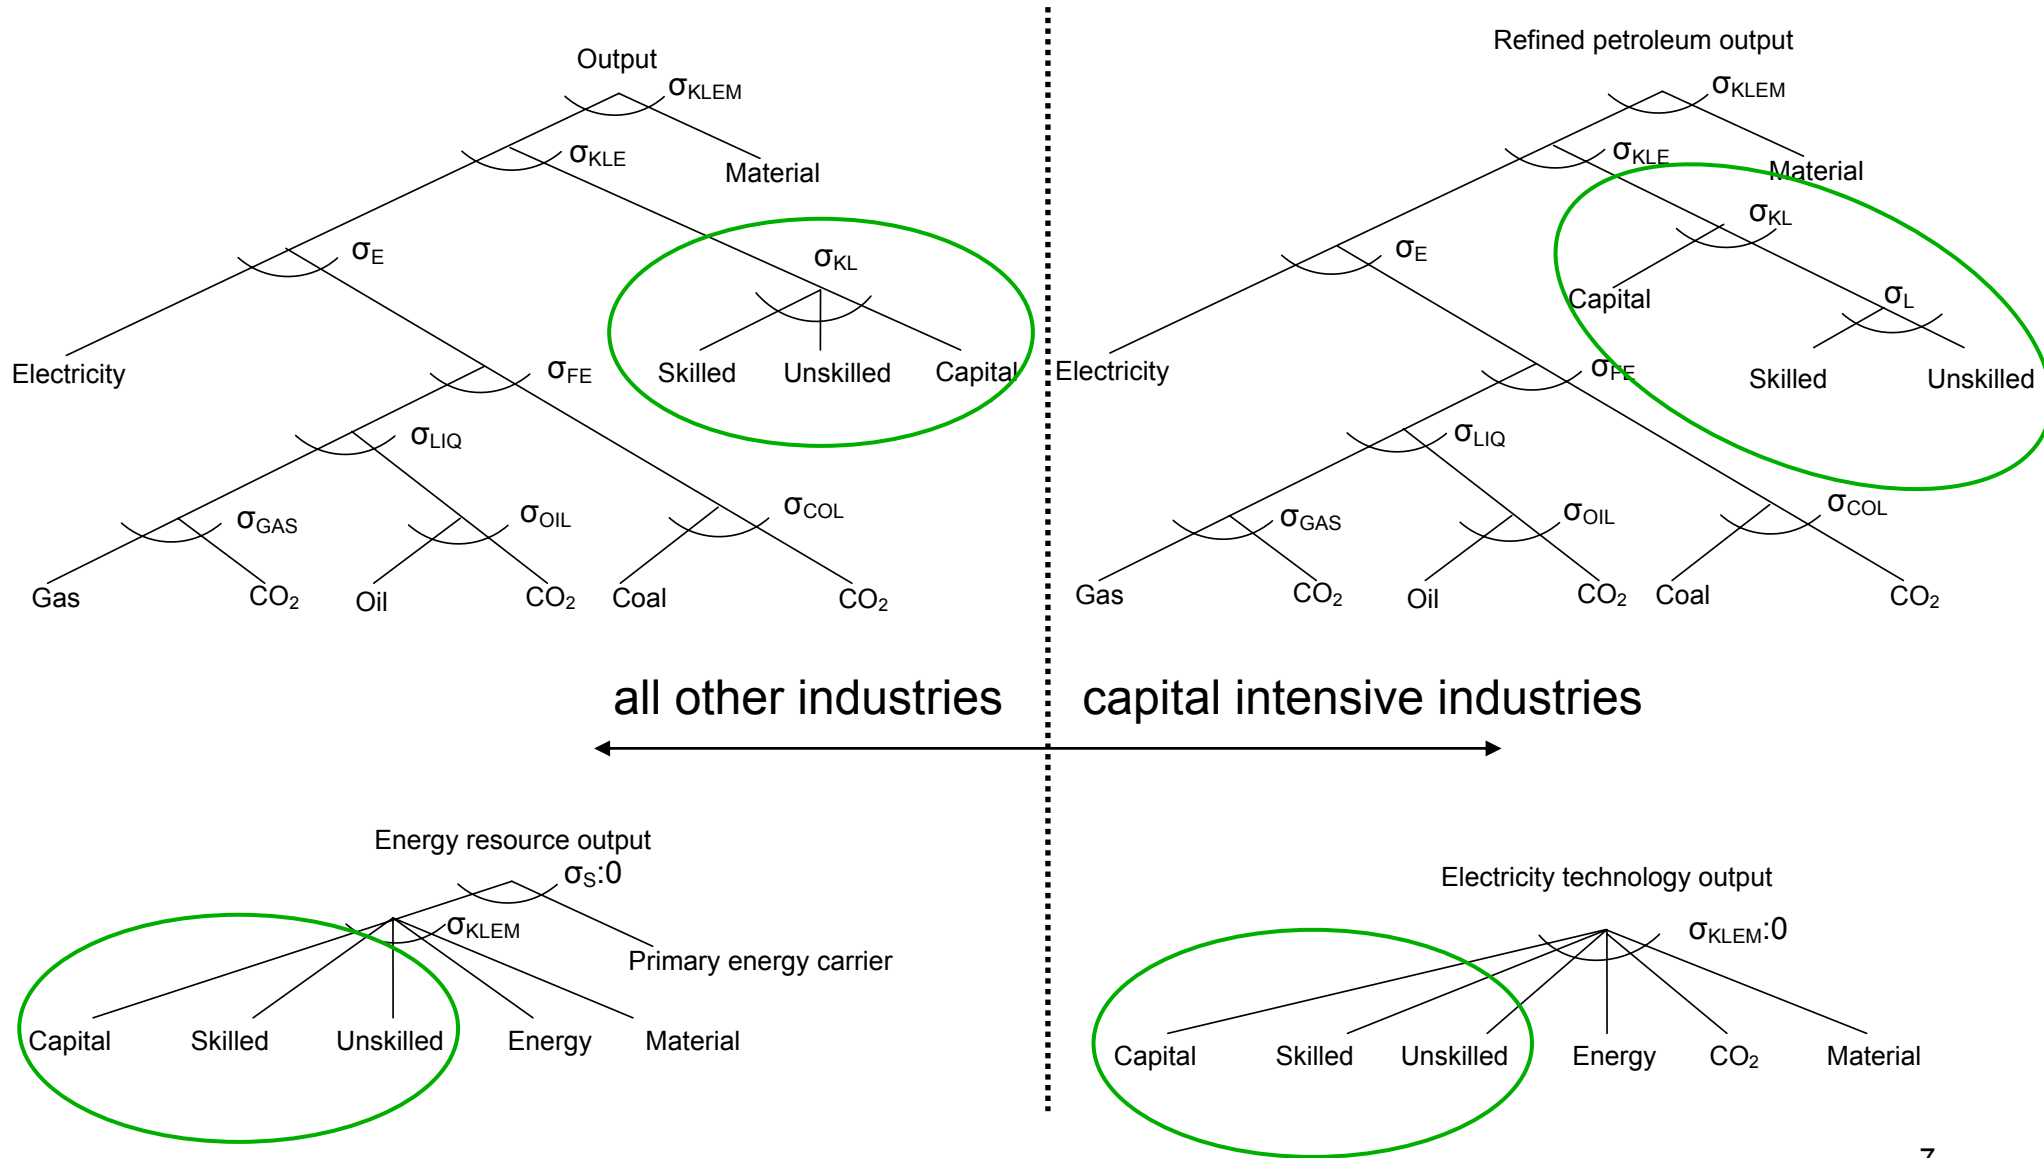 Output
σKLEM
σKLE
Material
σE
σKL
Electricity
σFE
Skilled Unskilled Capital
σLIQ
σGAS σOIL σCOL
Gas CO₂ Oil CO₂ Coal CO₂
Refined petroleum output
σKLEM
σKLE
Material
σKL
σE
Capital
σL
Electricity
σFE
Skilled Unskilled
σLIQ
σGAS σOIL σCOL
Gas CO₂ Oil CO₂ Coal CO₂
all other industries
capital intensive industries
Energy resource output
σS:0
σKLEM
Primary energy carrier
Capital Skilled Unskilled Energy Material
Electricity technology output
σKLEM:0
Capital Skilled Unskilled Energy CO₂ Material